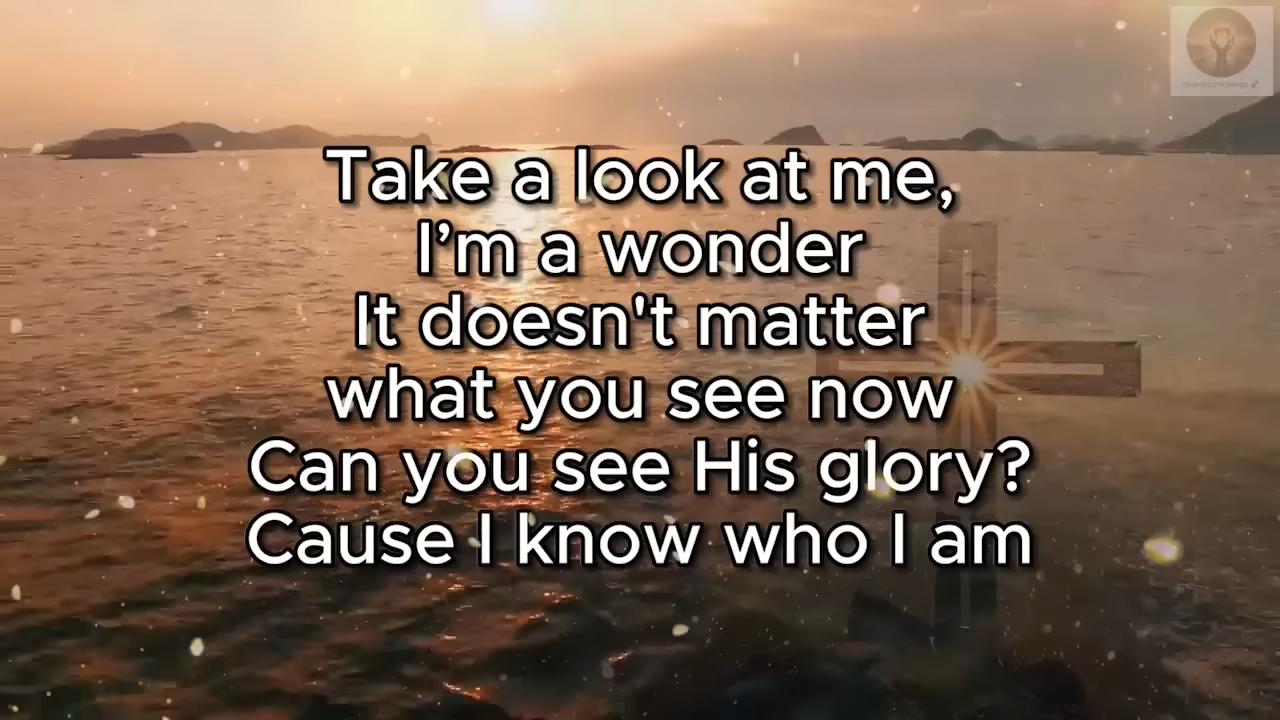 Take a look at me,
I’m a wonder
It doesn't matter
what you see now
Can you see His glory?
Cause I know who I am